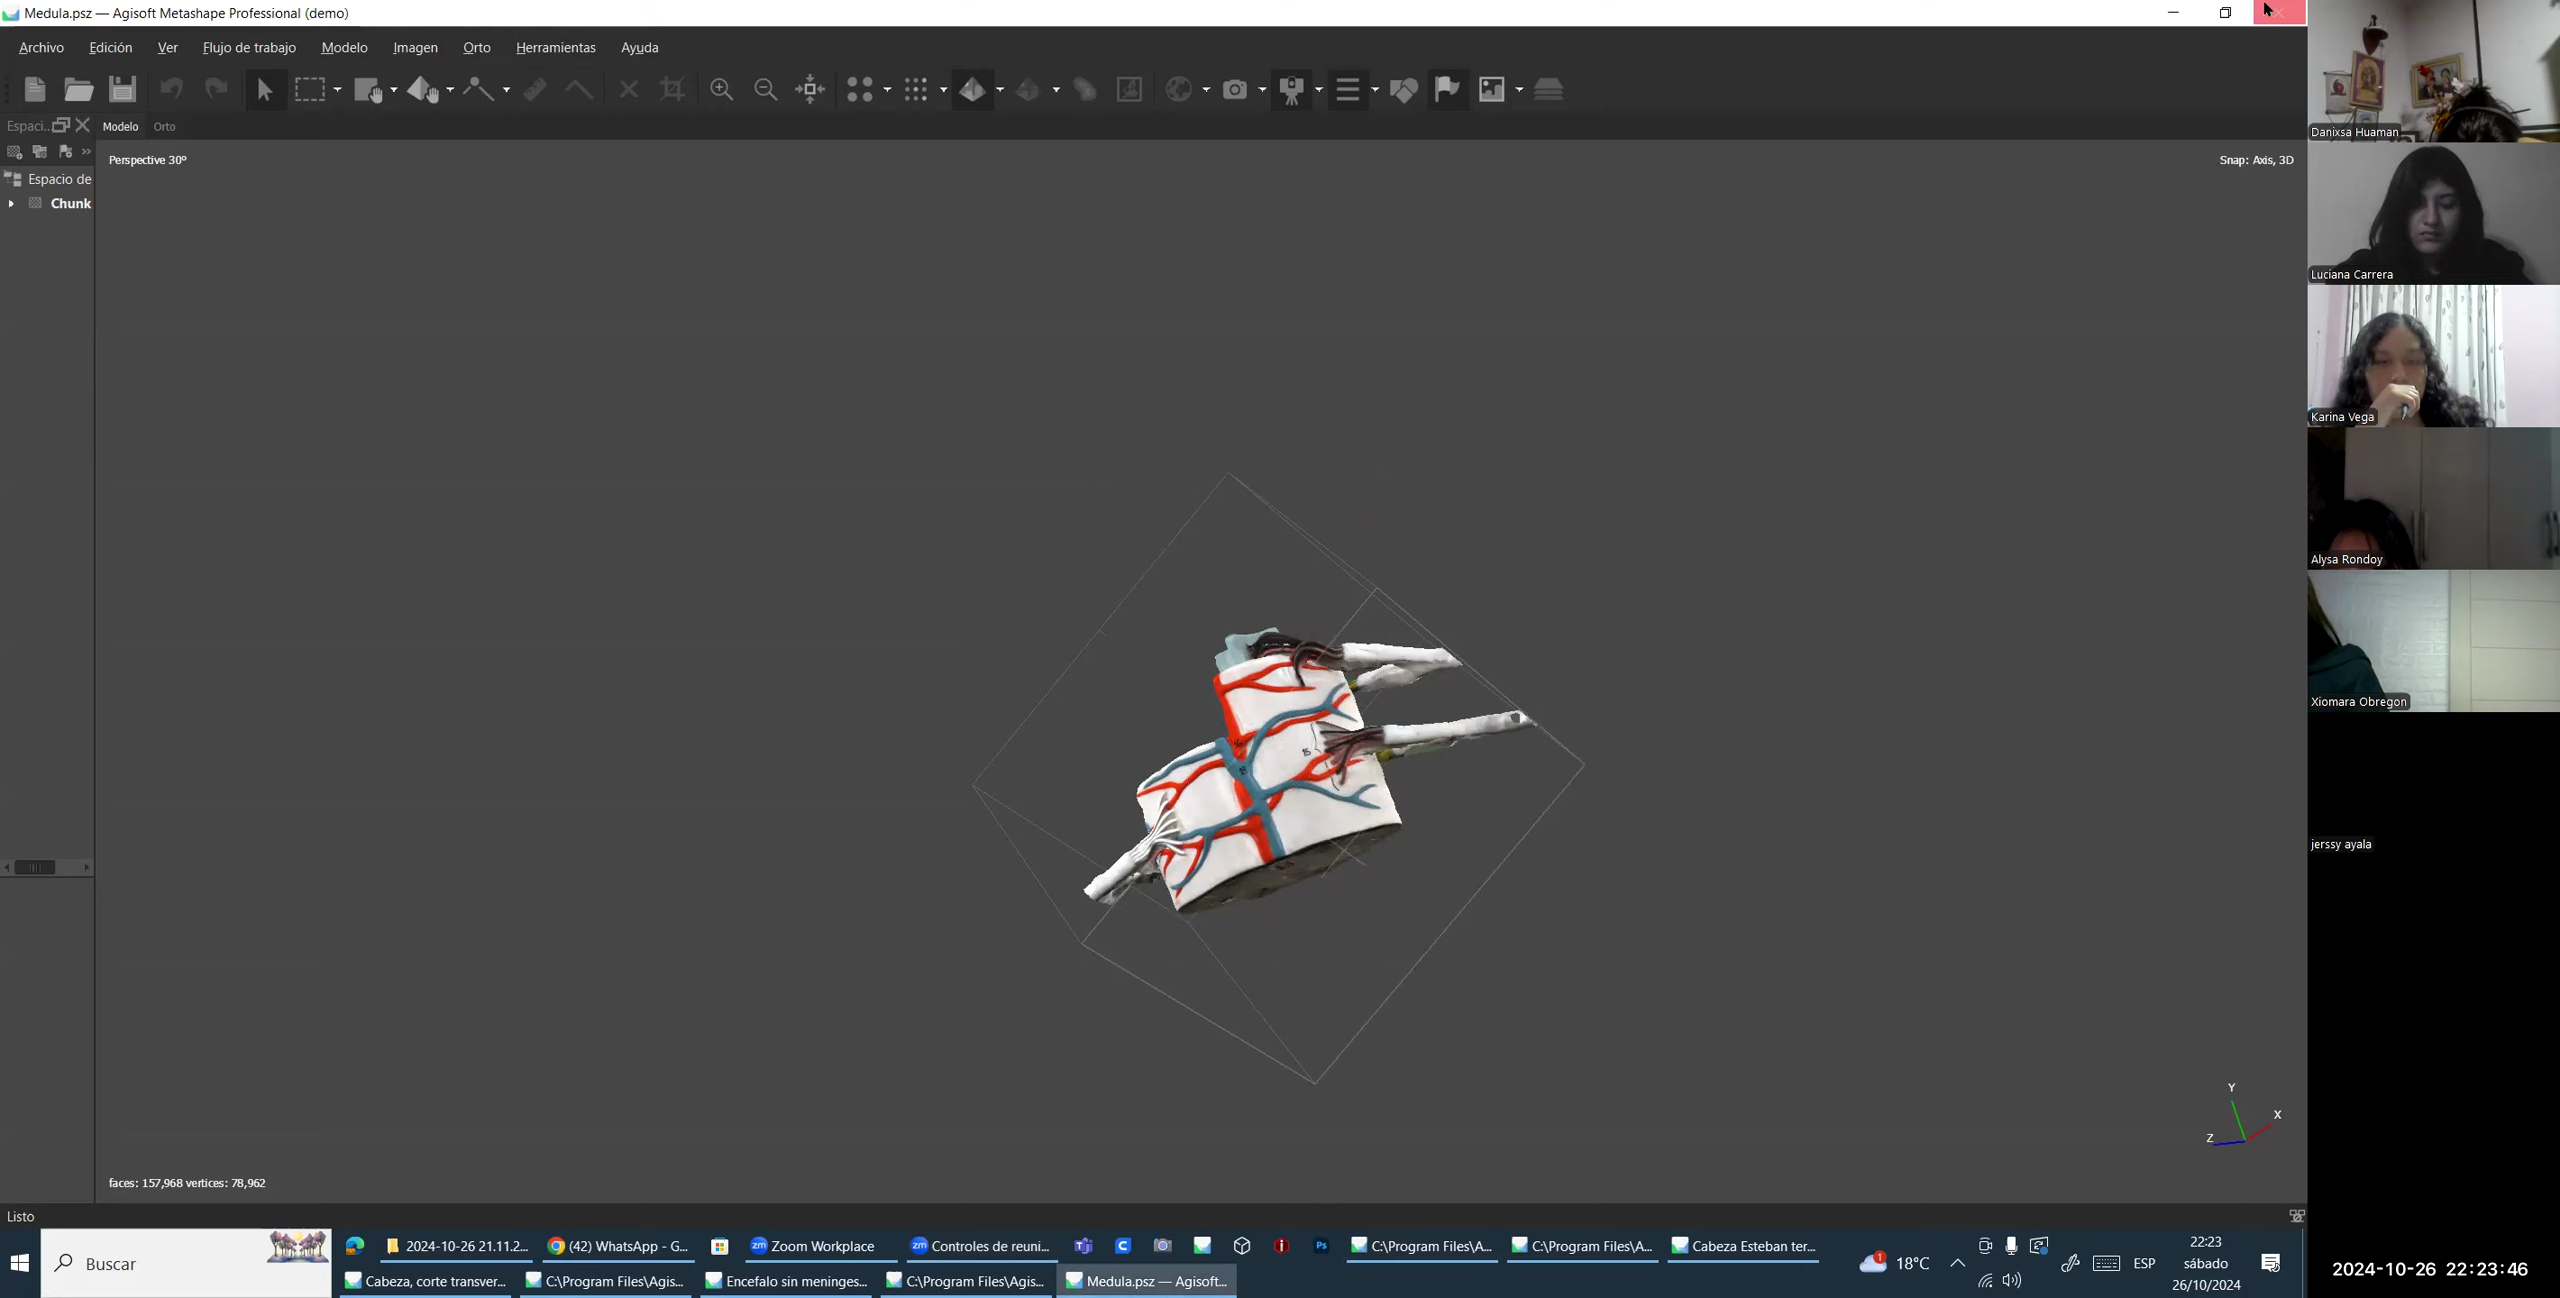 Medula.psz — Agisoft Metashape Professional (demo)
Archivo Edición Ver Flujo de trabajo Modelo Imagen Orto Herramientas Ayuda
Espaci... Modelo Orto
Perspective 30°
Snap: Axis, 3D
Espacio de
Chunk
15
faces: 157,968 vertices: 78,962
Y
X
Z
Listo
Danixsa Huaman
Luciana Carrera
Karina Vega
Alysa Rondoy
Xiomara Obregon
jerssy ayala
2024-10-26 22:23:46
Buscar
2024-10-26 21.11.2...
(42) WhatsApp - G...
Zoom Workplace
Controles de reuni...
C:\Program Files\A...
C:\Program Files\A...
Cabeza Esteban ter...
Cabeza, corte transver...
C:\Program Files\Agis...
Encefalo sin meninges...
C:\Program Files\Agis...
Medula.psz — Agisoft...
1
18°C
ESP
22:23
sábado
26/10/2024